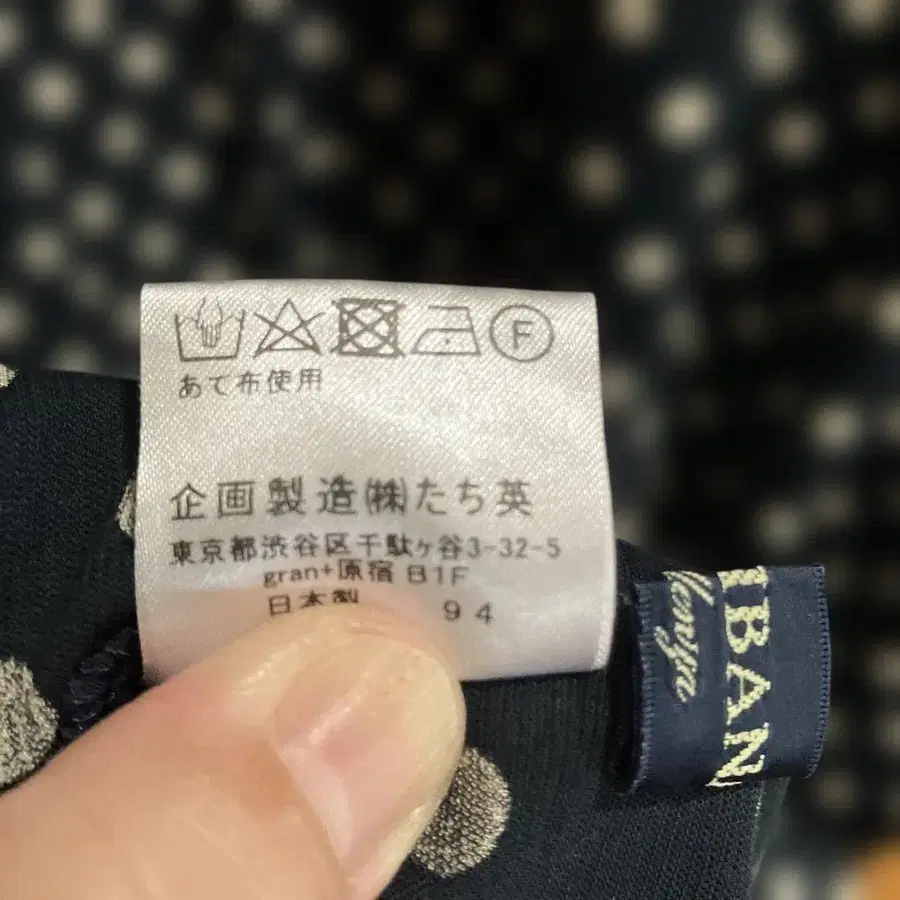 F
あて布使用
企画製造㈱たち英
東京都渋谷区千駄ヶ谷3-32-5
gran+原宿 B1F
日本製 94
BAN